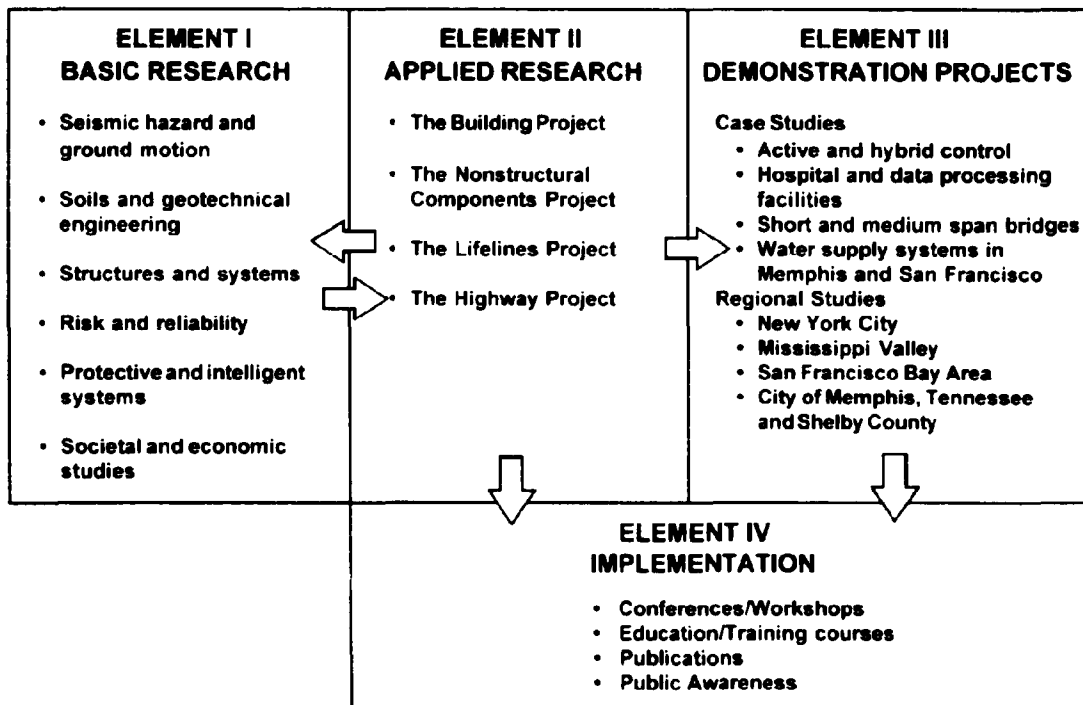 ELEMENT I
BASIC RESEARCH
• Seismic hazard and
ground motion
• Soils and geotechnical
engineering
• Structures and systems
• Risk and reliability
• Protective and intelligent
systems
• Societal and economic
studies
ELEMENT II
APPLIED RESEARCH
• The Building Project
• The Nonstructural
Components Project
• The Lifelines Project
• The Highway Project
ELEMENT III
DEMONSTRATION PROJECTS
Case Studies
• Active and hybrid control
• Hospital and data processing
facilities
• Short and medium span bridges
• Water supply systems in
Memphis and San Francisco
Regional Studies
• New York City
• Mississippi Valley
• San Francisco Bay Area
• City of Memphis, Tennessee
and Shelby County
ELEMENT IV
IMPLEMENTATION
• Conferences/Workshops
• Education/Training courses
• Publications
• Public Awareness